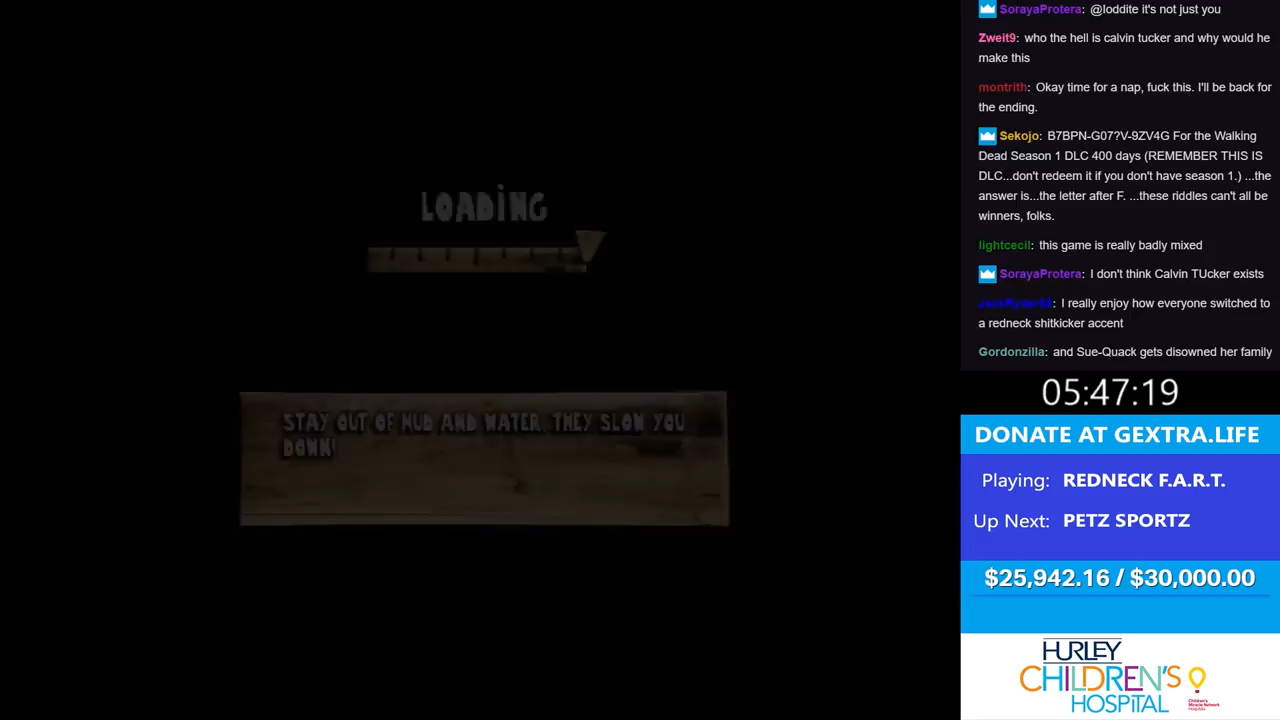 SorayaProtera: @loddite it's not just you
Zweit9: who the hell is calvin tucker and why would he
make this
montrith: Okay time for a nap, fuck this. I'll be back for
the ending.
Sekojo: B7BPN-G07?V-9ZV4G For the Walking
Dead Season 1 DLC 400 days (REMEMBER THIS IS
DLC...don't redeem it if you don't have season 1.) ...the
answer is...the letter after F. ...these riddles can't all be
winners, folks.
lightcecil: this game is really badly mixed
SorayaProtera: I don't think Calvin TUcker exists
: I really enjoy how everyone switched to
a redneck shitkicker accent
Gordonzilla: and Sue-Quack gets disowned her family
LOADING
STAY OUT OF MUD AND WATER. THEY SLOW YOU
DOWN!
05:47:19
DONATE AT GEXTRA.LIFE
Playing: REDNECK F.A.R.T.
Up Next: PETZ SPORTZ
$25,942.16 / $30,000.00
HURLEY
CHILDREN'S
HOSPITAL
Children's
Miracle Network
Hospitals